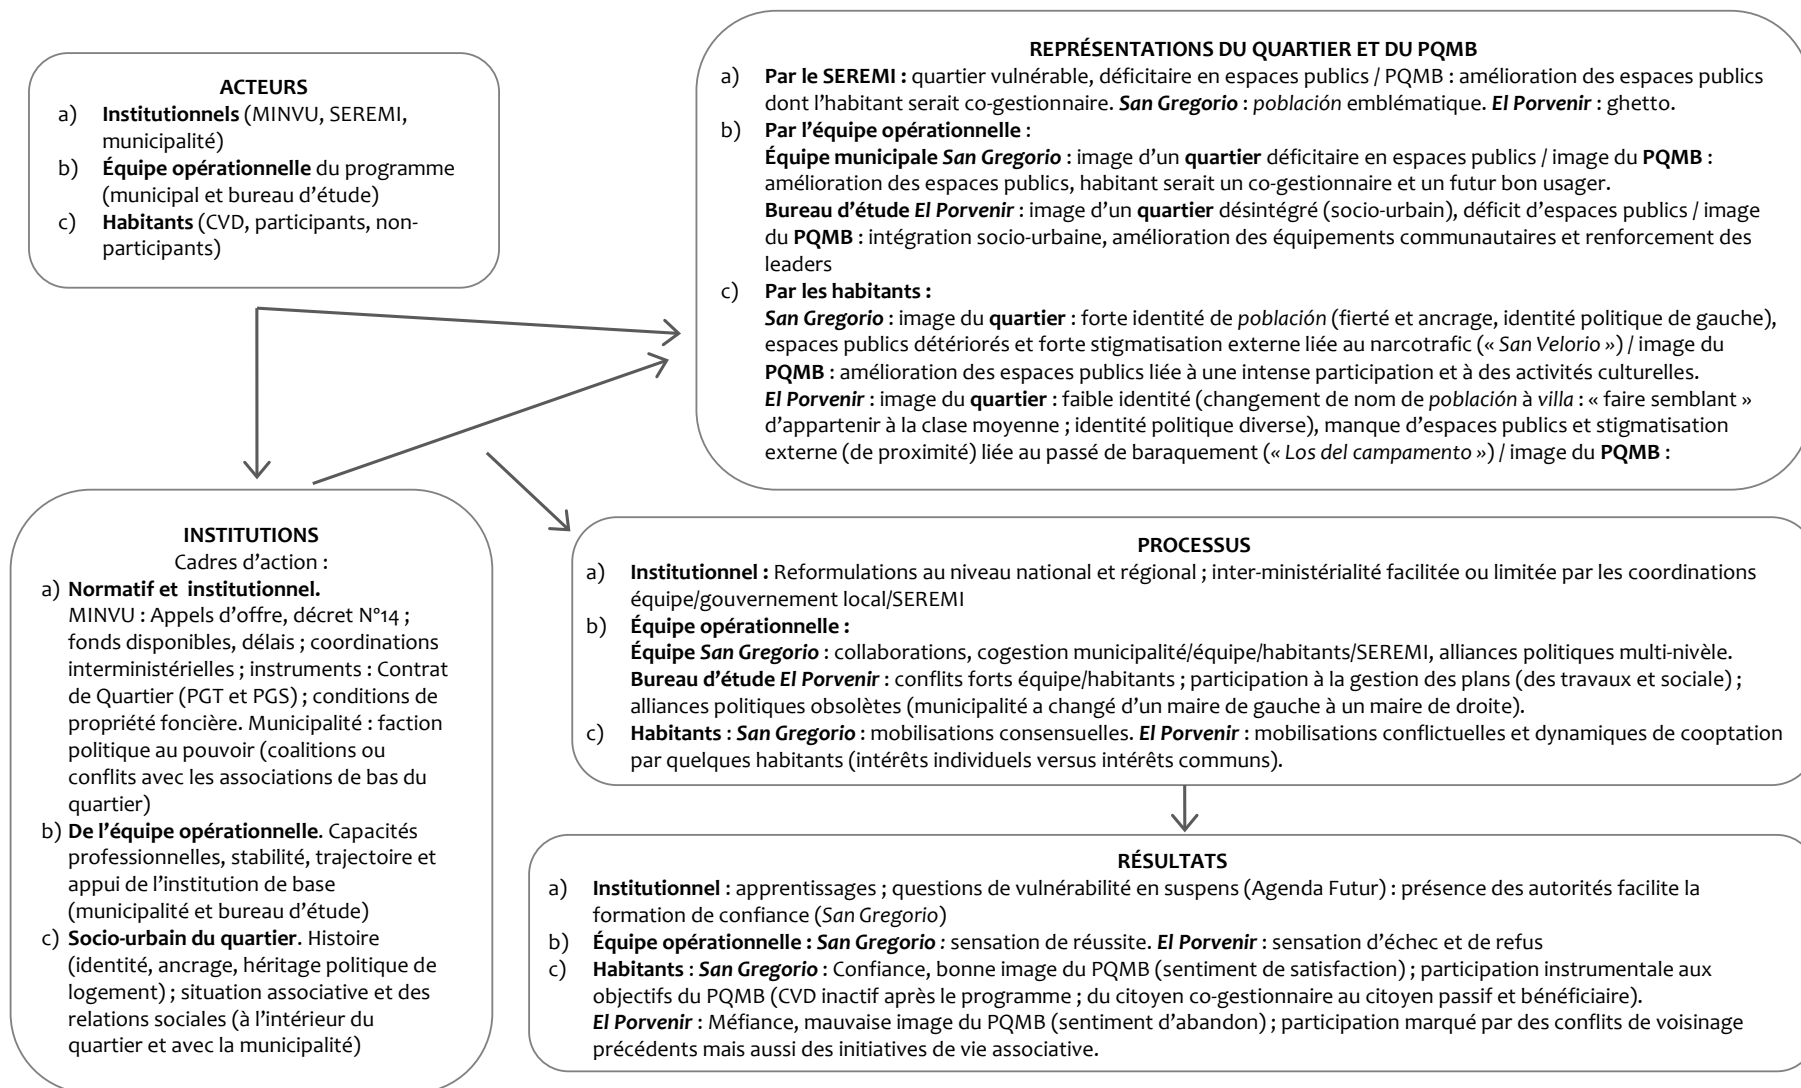 ACTEURS
a) Institutionnels (MINVU, SEREMI,
municipalité)
b) Équipe opérationnelle du programme
(municipal et bureau d’étude)
c) Habitants (CVD, participants, non-
participants)
REPRÉSENTATIONS DU QUARTIER ET DU PQMB
a) Par le SEREMI : quartier vulnérable, déficitaire en espaces publics / PQMB : amélioration des espaces publics
dont l’habitant serait co-gestionnaire. San Gregorio : población emblématique. El Porvenir : ghetto.
b) Par l’équipe opérationnelle :
Équipe municipale San Gregorio : image d’un quartier déficitaire en espaces publics / image du PQMB :
amélioration des espaces publics, habitant serait un co-gestionnaire et un futur bon usager.
Bureau d’étude El Porvenir : image d’un quartier désintégré (socio-urbain), déficit d’espaces publics / image
du PQMB : intégration socio-urbaine, amélioration des équipements communautaires et renforcement des
leaders
c) Par les habitants :
San Gregorio : image du quartier : forte identité de población (fierté et ancrage, identité politique de gauche),
espaces publics détériorés et forte stigmatisation externe liée au narcotrafic (« San Velorio ») / image du
PQMB : amélioration des espaces publics liée à une intense participation et à des activités culturelles.
El Porvenir : image du quartier : faible identité (changement de nom de población à villa : « faire semblant »
d’appartenir à la clase moyenne ; identité politique diverse), manque d’espaces publics et stigmatisation
externe (de proximité) liée au passé de baraquement (« Los del campamento ») / image du PQMB :
INSTITUTIONS
Cadres d’action :
a) Normatif et institutionnel.
MINVU : Appels d’offre, décret N°14 ;
fonds disponibles, délais ; coordinations
interministérielles ; instruments : Contrat
de Quartier (PGT et PGS) ; conditions de
propriété foncière. Municipalité : faction
politique au pouvoir (coalitions ou
conflits avec les associations de bas du
quartier)
b) De l’équipe opérationnelle. Capacités
professionnelles, stabilité, trajectoire et
appui de l’institution de base
(municipalité et bureau d’étude)
c) Socio-urbain du quartier. Histoire
(identité, ancrage, héritage politique de
logement) ; situation associative et des
relations sociales (à l’intérieur du
quartier et avec la municipalité)
PROCESSUS
a) Institutionnel : Reformulations au niveau national et régional ; inter-ministérialité facilitée ou limitée par les coordinations
équipe/gouvernement local/SEREMI
b) Équipe opérationnelle :
Équipe San Gregorio : collaborations, cogestion municipalité/équipe/habitants/SEREMI, alliances politiques multi-nivèle.
Bureau d’étude El Porvenir : conflits forts équipe/habitants ; participation à la gestion des plans (des travaux et sociale) ;
alliances politiques obsolètes (municipalité a changé d’un maire de gauche à un maire de droite).
c) Habitants : San Gregorio : mobilisations consensuelles. El Porvenir : mobilisations conflictuelles et dynamiques de cooptation
par quelques habitants (intérêts individuels versus intérêts communs).
RÉSULTATS
a) Institutionnel : apprentissages ; questions de vulnérabilité en suspens (Agenda Futur) : présence des autorités facilite la
formation de confiance (San Gregorio)
b) Équipe opérationnelle : San Gregorio : sensation de réussite. El Porvenir : sensation d’échec et de refus
c) Habitants : San Gregorio : Confiance, bonne image du PQMB (sentiment de satisfaction) ; participation instrumentale aux
objectifs du PQMB (CVD inactif après le programme ; du citoyen co-gestionnaire au citoyen passif et bénéficiaire).
El Porvenir : Méfiance, mauvaise image du PQMB (sentiment d’abandon) ; participation marqué par des conflits de voisinage
précédents mais aussi des initiatives de vie associative.